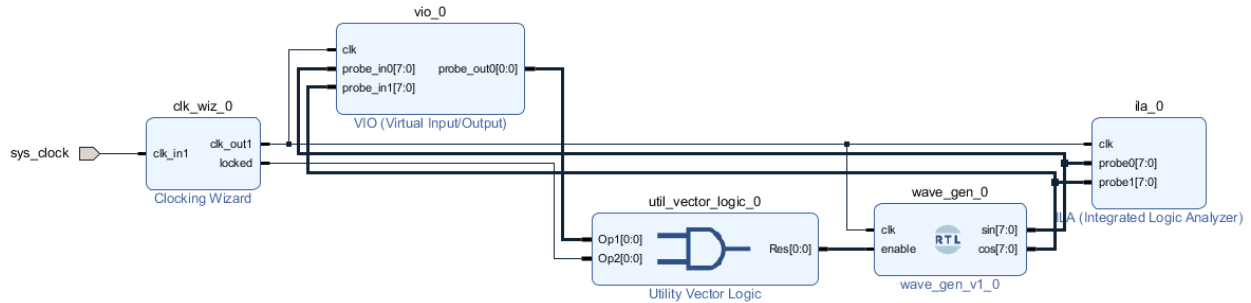 vio_0
clk
probe_in0[7:0]
probe_in1[7:0]
probe_out0[0:0]
VIO (Virtual Input/Output)
clk_wiz_0
clk_in1
clk_out1
locked
Clocking Wizard
sys_clock
util_vector_logic_0
Op1[0:0]
Op2[0:0]
Res[0:0]
Utility Vector Logic
wave_gen_0
clk
enable
RTL
sin[7:0]
cos[7:0]
wave_gen_v1_0
ila_0
clk
probe0[7:0]
probe1[7:0]
ILA (Integrated Logic Analyzer)